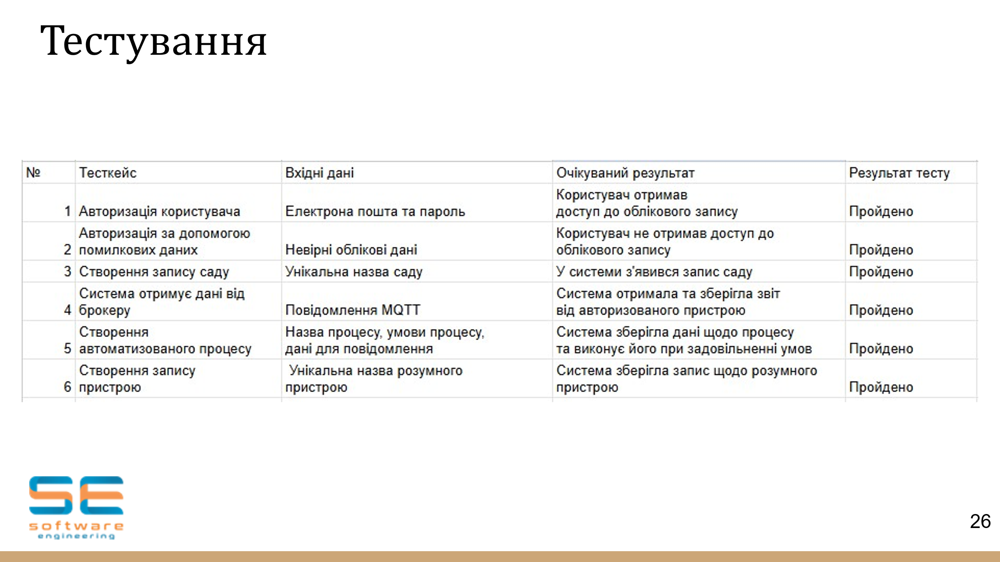 Тестування
№ Тесткейс Вхідні дані Очікуваний результат Результат тесту
Користувач отримав
1 Авторизація користувача Електрона пошта та пароль доступ до облікового запису Пройдено
Авторизація за допомогою Користувач не отримав доступ до
2 помилкових даних Невірні облікові дані облікового запису Пройдено
3 Створення запису саду Унікальна назва саду У системи з'явився запис саду Пройдено
Система отримує дані від Система отримала та зберігла звіт
4 брокеру Повідомлення MQTT від авторизованого пристрою Пройдено
Створення Назва процесу, умови процесу, Система зберігла дані щодо процесу
5 автоматизованого процесу дані для повідомлення та виконує його при задовільненні умов Пройдено
Створення запису Унікальна назва розумного Система зберігла запис щодо розумного
6 пристрою пристрою пристрою Пройдено
SE
software
engineering
26